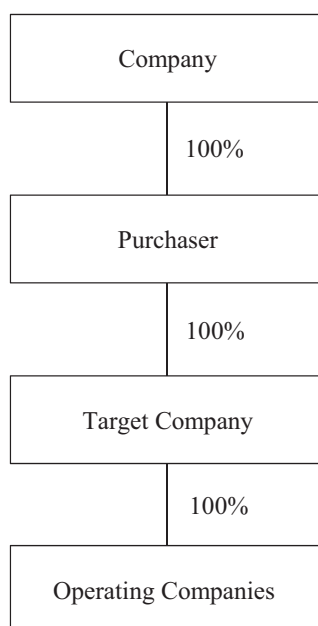 Company
100%
Purchaser
100%
Target Company
100%
Operating Companies